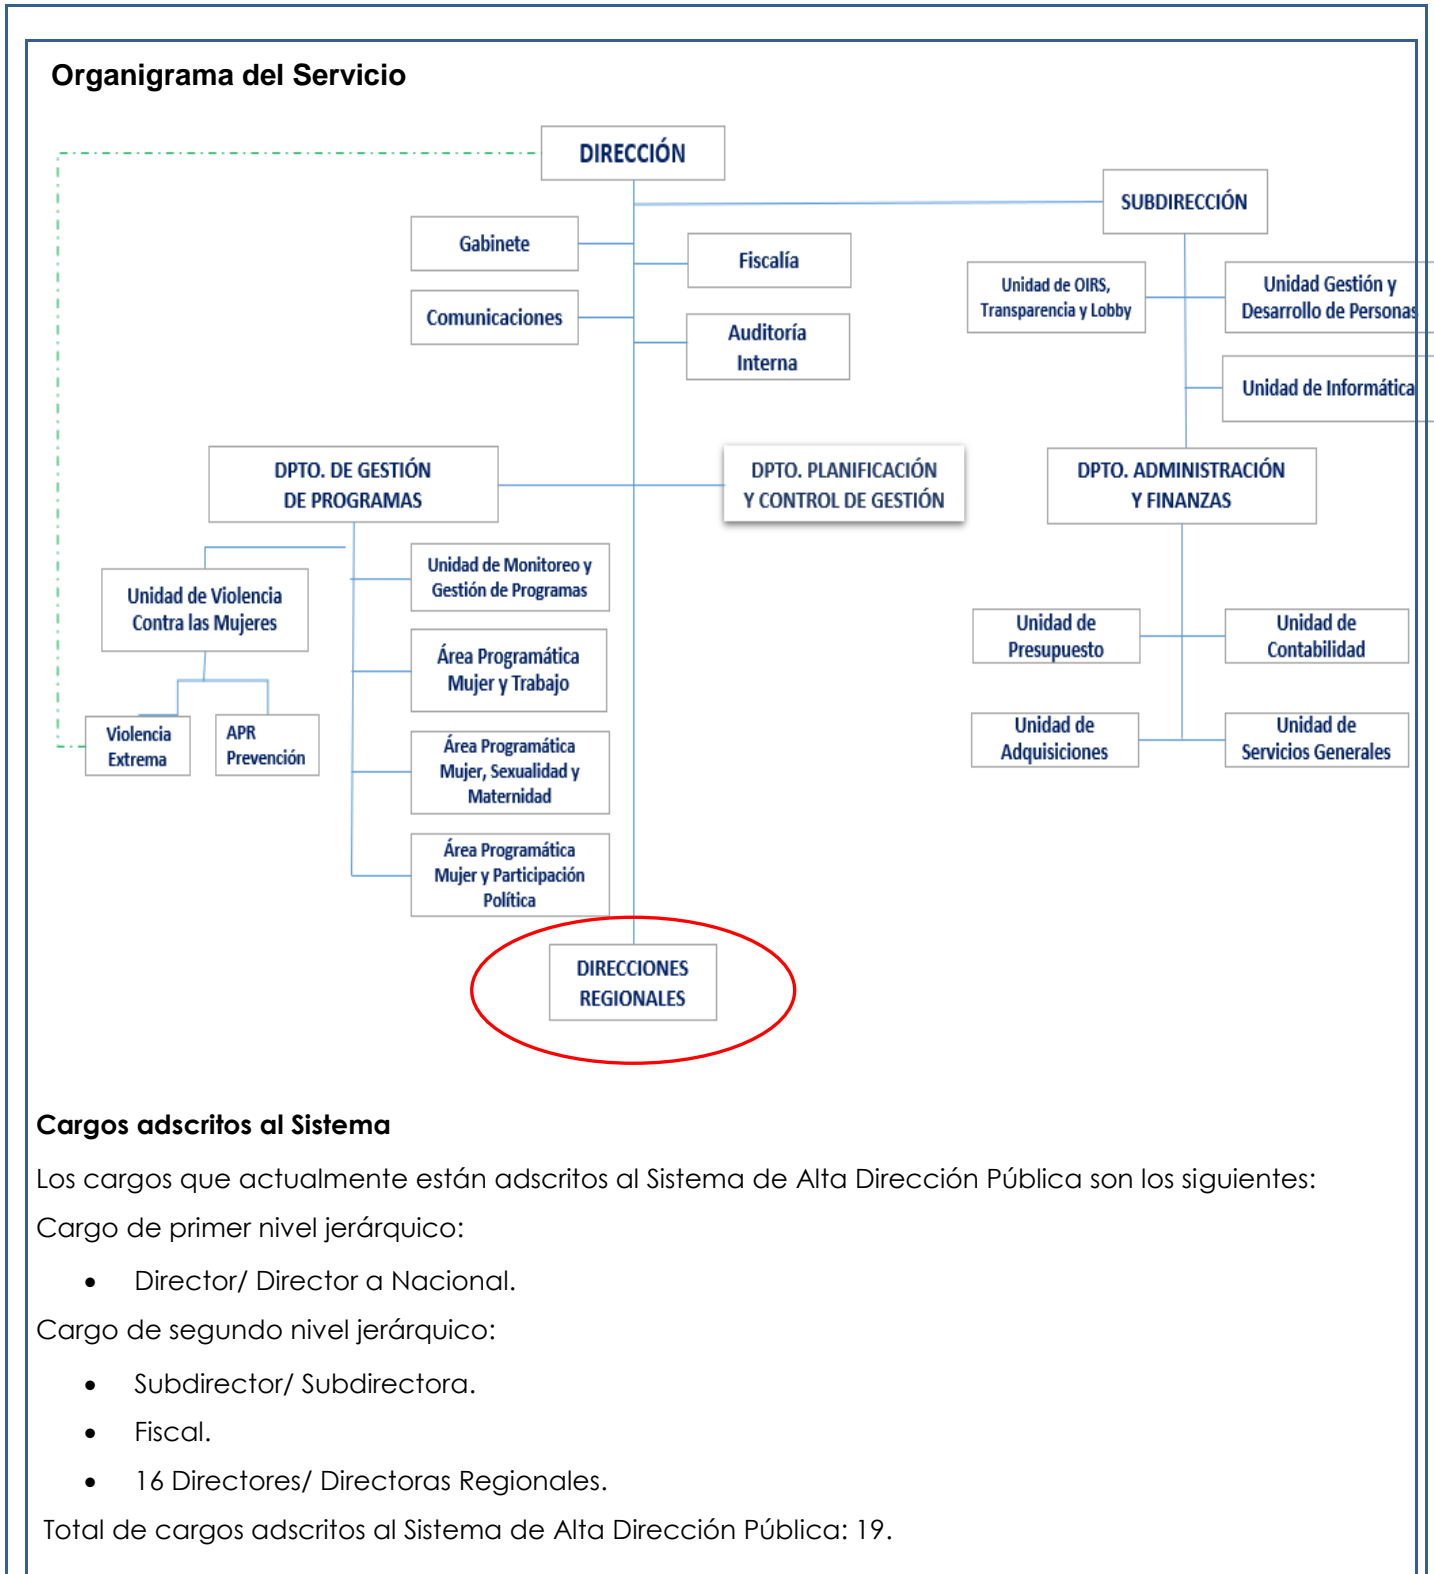 Organigrama del Servicio
DIRECCIÓN
SUBDIRECCIÓN
Gabinete
Fiscalía
Comunicaciones
Auditoría
Interna
Unidad de OIRS,
Transparencia y Lobby
Unidad Gestión y
Desarrollo de Personas
Unidad de Informática
DPTO. DE GESTIÓN
DE PROGRAMAS
DPTO. PLANIFICACIÓN
Y CONTROL DE GESTIÓN
DPTO. ADMINISTRACIÓN
Y FINANZAS
Unidad de Violencia
Contra las Mujeres
Unidad de Monitoreo y
Gestión de Programas
Área Programática
Mujer y Trabajo
Violencia
Extrema
APR
Prevención
Área Programática
Mujer, Sexualidad y
Maternidad
Área Programática
Mujer y Participación
Política
Unidad de
Presupuesto
Unidad de
Contabilidad
Unidad de
Adquisiciones
Unidad de
Servicios Generales
DIRECCIONES
REGIONALES
Cargos adscritos al Sistema
Los cargos que actualmente están adscritos al Sistema de Alta Dirección Pública son los siguientes:
Cargo de primer nivel jerárquico:
• Director/ Director a Nacional.
Cargo de segundo nivel jerárquico:
• Subdirector/ Subdirectora.
• Fiscal.
• 16 Directores/ Directoras Regionales.
Total de cargos adscritos al Sistema de Alta Dirección Pública: 19.